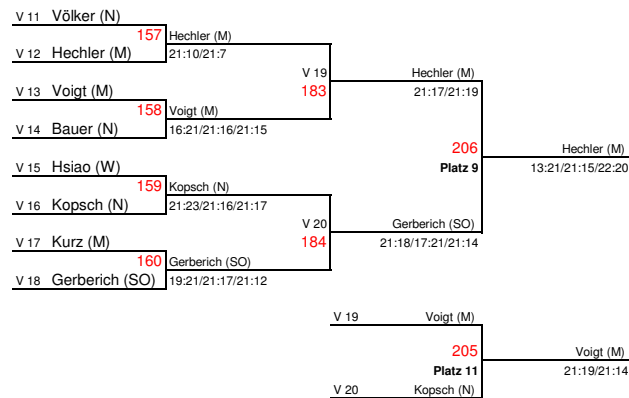 V 11 Völker (N)
157 Hechler (M)
V 12 Hechler (M) 21:10/21:7
V 19 Hechler (M)
V 13 Voigt (M) 183 21:17/21:19
158 Voigt (M)
V 14 Bauer (N) 16:21/21:16/21:15
206 Hechler (M)
V 15 Hsiao (W) Platz 9 13:21/21:15/22:20
159 Kopsch (N)
V 16 Kopsch (N) 21:23/21:16/21:17
V 20 Gerberich (SO)
V 17 Kurz (M) 184 21:18/17:21/21:14
160 Gerberich (SO)
V 18 Gerberich (SO) 19:21/21:17/21:12
V 19 Voigt (M)
205 Voigt (M)
Platz 11 21:19/21:14
V 20 Kopsch (N)